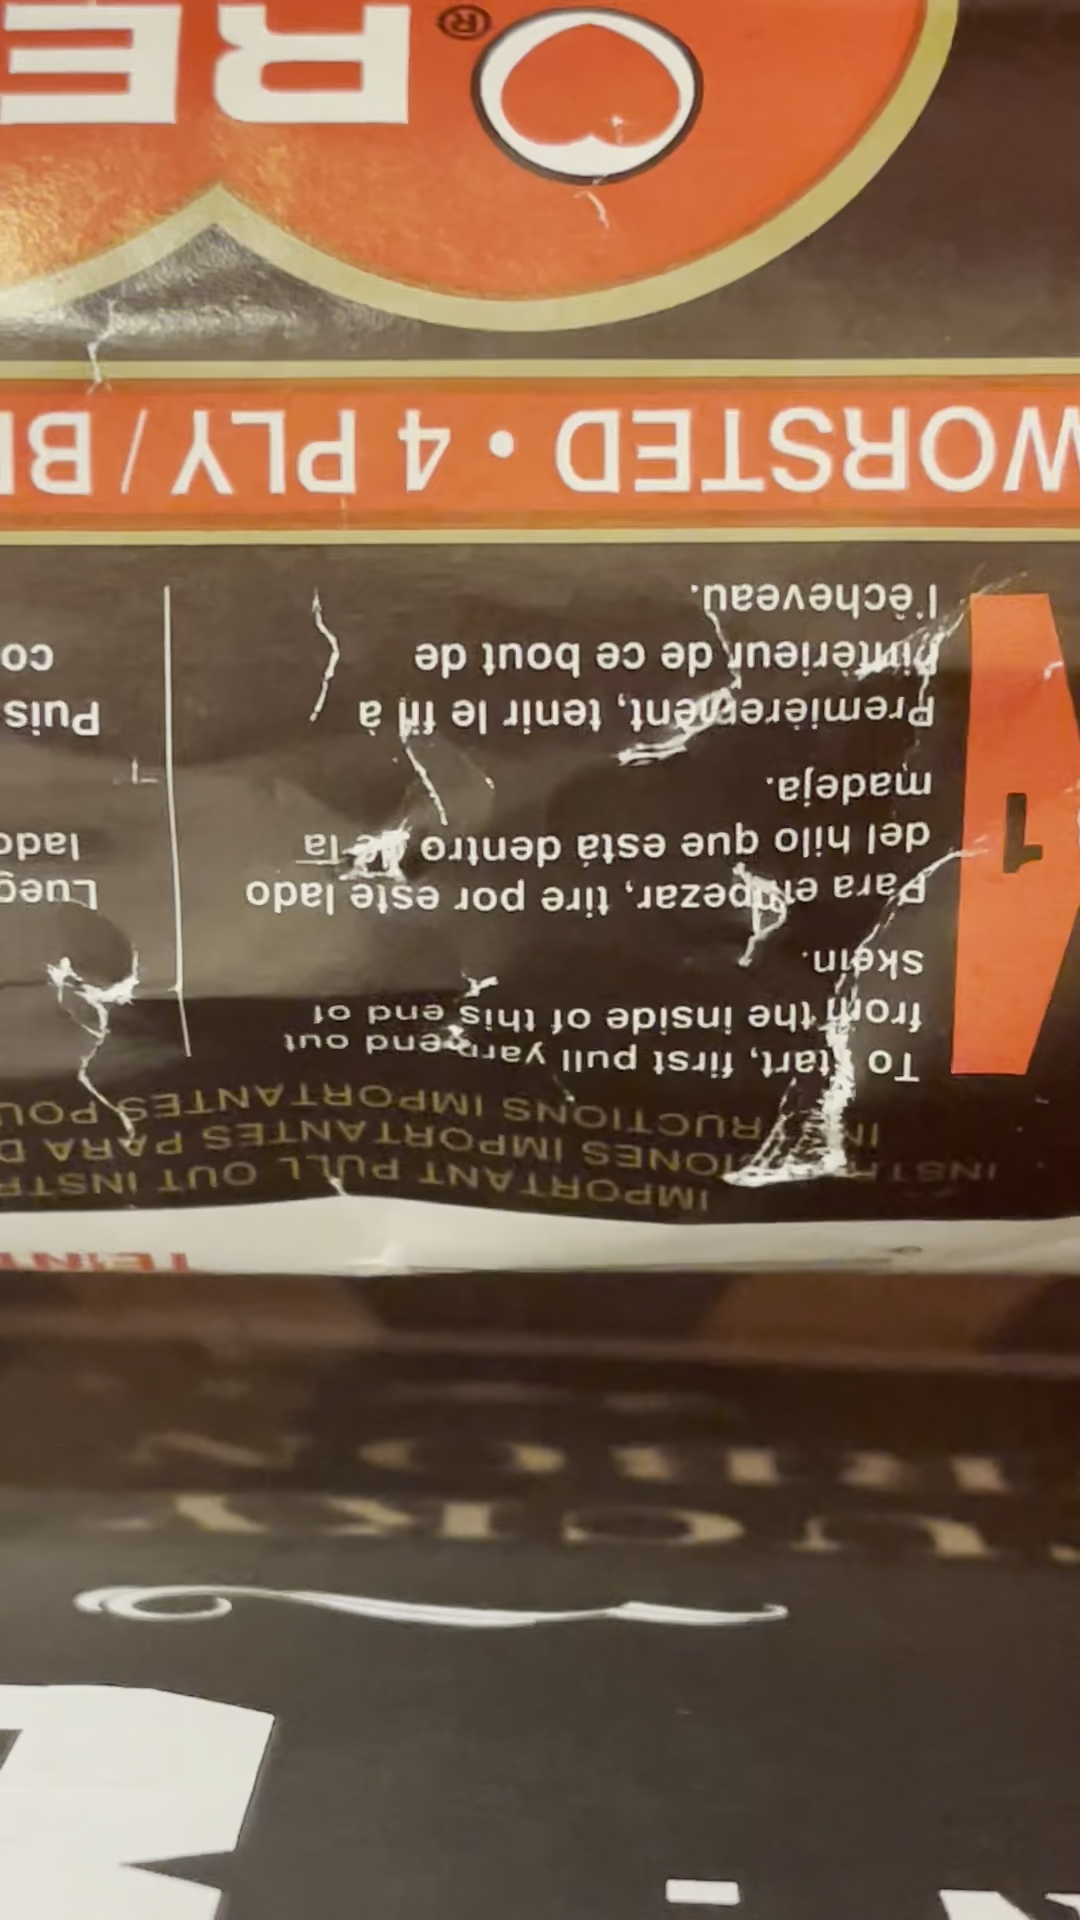 IMPORTANT PULL OUT INSTR
INSTRUCCIONES IMPORTANTES PARA D
INSTRUCTIONS IMPORTANTES POU
1
To start, first pull yarn end out
from the inside of this end of
skein.
Para empezar, tire por este lado
del hilo que está dentro de la
madeja.
Premièrement, tenir le fil à
l'intérieur de ce bout de
l'écheveau.
Lueg
lado
Puis
co
WORSTED • 4 PLY / B
RE
®